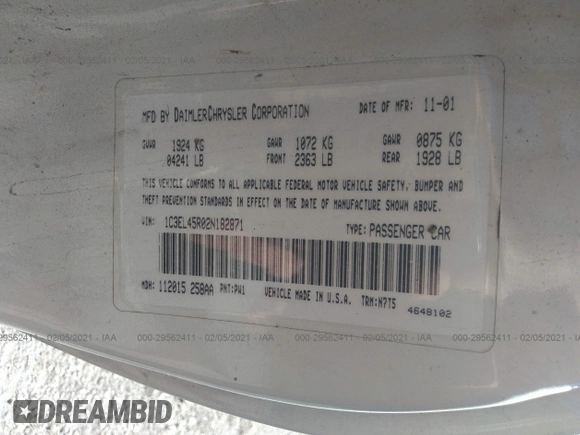 MFD BY DAIMLERCHRYSLER CORPORATION DATE OF MFR: 11-01
GVWR 1924 KG GAWR 1072 KG GAWR 0875 KG
04241 LB FRONT 2363 LB REAR 1928 LB
THIS VEHICLE CONFORMS TO ALL APPLICABLE FEDERAL MOTOR VEHICLE SAFETY, BUMPER AND
THEFT PREVENTION STANDARDS IN EFFECT ON THE DATE OF MANUFACTURE SHOWN ABOVE.
VIN: 1C3EL45R02N182871 TYPE: PASSENGER CAR
MDH: 112015 258AA PNT: PW1 VEHICLE MADE IN U.S.A. TRM: N7T5
4648102
000-29562411 - 02/05/2021 - IAA
000-29562411 - 02/05/2021 - IAA
000-29562411 - 02/05/2021 - IAA
DREAMBID